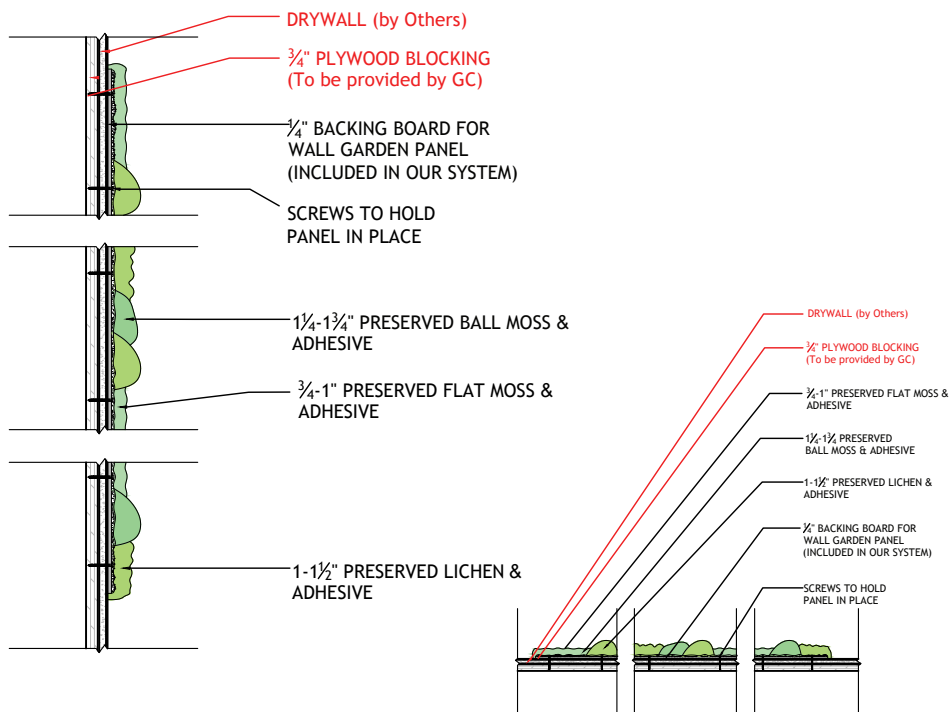 DRYWALL (by Others)
¾" PLYWOOD BLOCKING
(To be provided by GC)
¼" BACKING BOARD FOR
WALL GARDEN PANEL
(INCLUDED IN OUR SYSTEM)
SCREWS TO HOLD
PANEL IN PLACE
1¼-1¾" PRESERVED BALL MOSS &
ADHESIVE
¾-1" PRESERVED FLAT MOSS &
ADHESIVE
1-1½" PRESERVED LICHEN &
ADHESIVE
DRYWALL (by Others)
¾" PLYWOOD BLOCKING
(To be provided by GC)
¾-1" PRESERVED FLAT MOSS &
ADHESIVE
1¼-1¾ PRESERVED
BALL MOSS & ADHESIVE
1-1½" PRESERVED LICHEN &
ADHESIVE
¼" BACKING BOARD FOR
WALL GARDEN PANEL
(INCLUDED IN OUR SYSTEM)
SCREWS TO HOLD
PANEL IN PLACE